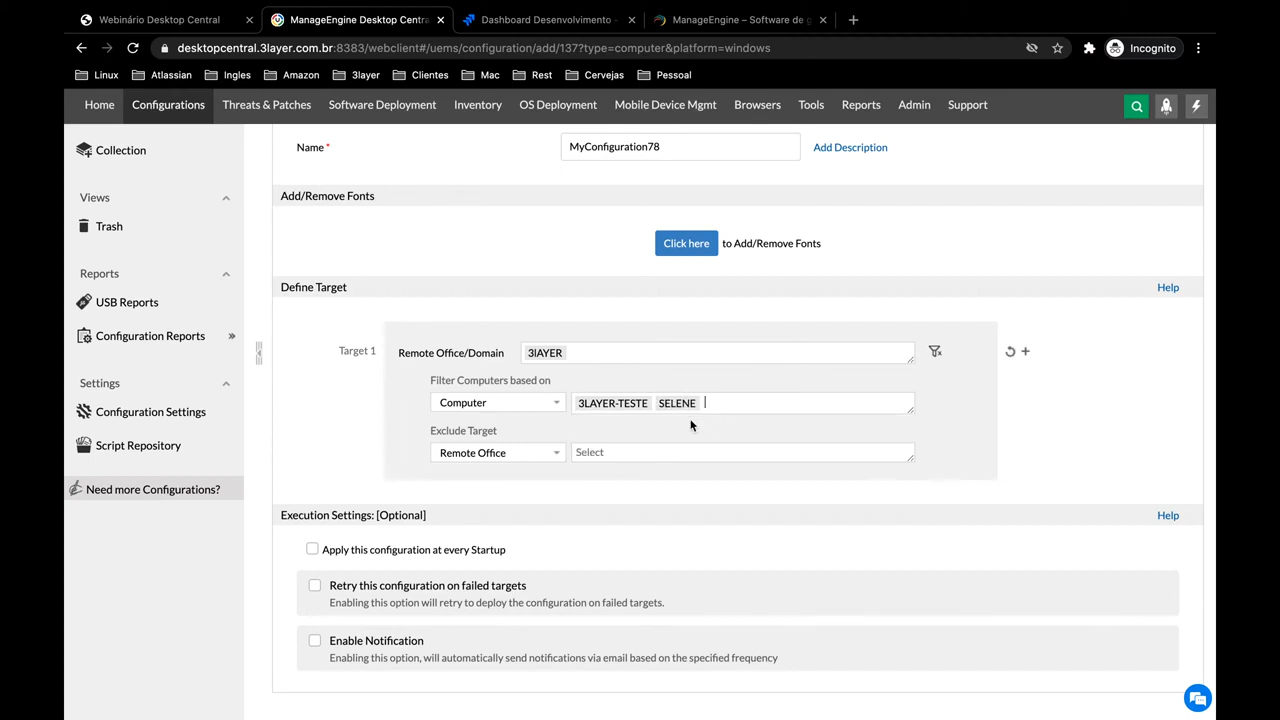 Webinário Desktop Central
ManageEngine Desktop Centra
Dashboard Desenvolvimento -
ManageEngine – Software de g
desktopcentral.3layer.com.br:8383/webclient#/uems/configuration/add/137?type=computer&platform=windows
Incognito
Linux Atlassian Ingles Amazon 3layer Clientes Mac Rest Cervejas Pessoal
Home Configurations Threats & Patches Software Deployment Inventory OS Deployment Mobile Device Mgmt Browsers Tools Reports Admin Support
Collection
Views
Trash
Reports
USB Reports
Configuration Reports
Settings
Configuration Settings
Script Repository
Need more Configurations?
Name * MyConfiguration78 Add Description
Add/Remove Fonts
Click here to Add/Remove Fonts
Define Target Help
Target 1 Remote Office/Domain 3lAYER
Filter Computers based on
Computer 3LAYER-TESTE SELENE
Exclude Target
Remote Office Select
Execution Settings: [Optional] Help
Apply this configuration at every Startup
Retry this configuration on failed targets
Enabling this option will retry to deploy the configuration on failed targets.
Enable Notification
Enabling this option, will automatically send notifications via email based on the specified frequency